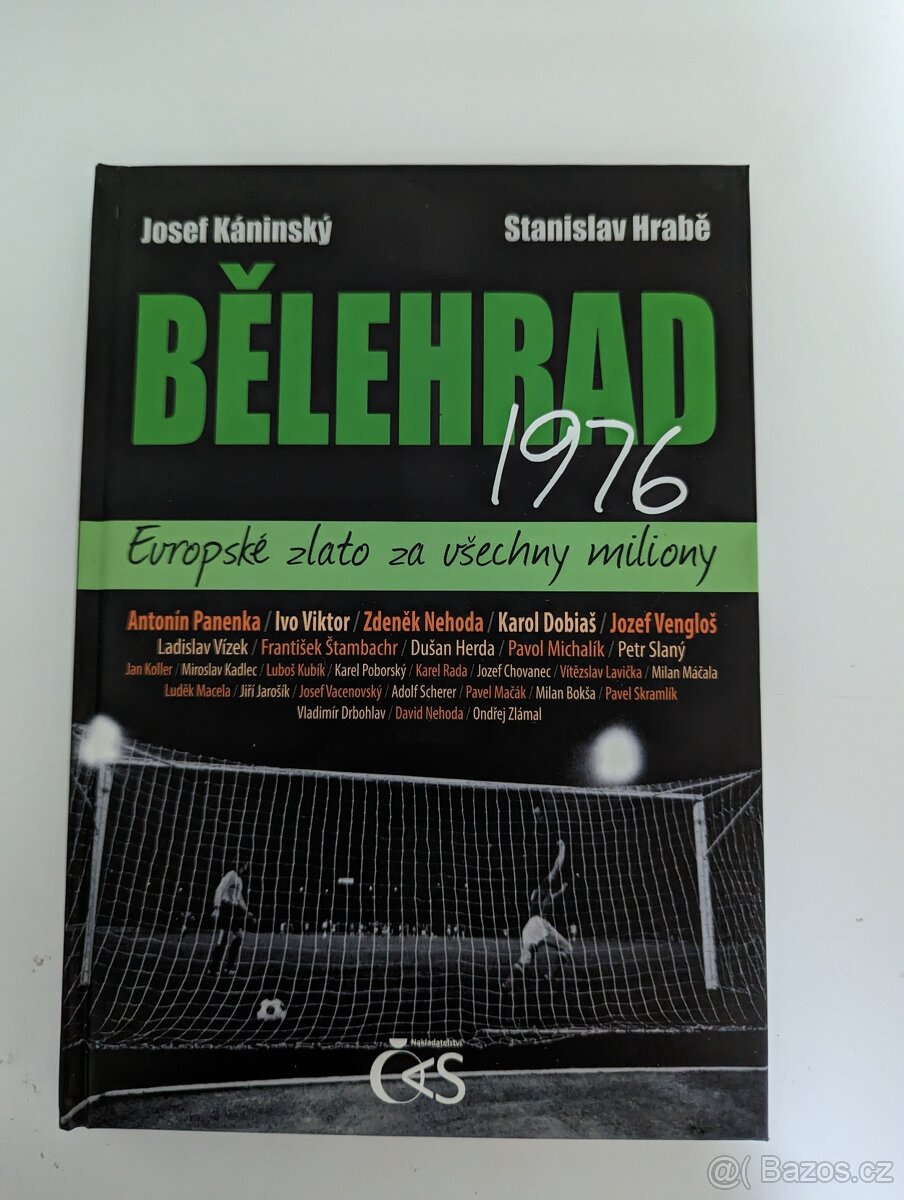 Josef Káninský Stanislav Hrabě
BĚLEHRAD
1976
Evropské zlato za všechny miliony
Antonín Panenka / Ivo Viktor / Zdeněk Nehoda / Karol Dobiaš / Jozef Vengloš
Ladislav Vízek / František Štambachr / Dušan Herda / Pavol Michalík / Petr Slaný
Jan Koller / Miroslav Kadlec / Luboš Kubík / Karel Poborský / Karel Rada / Jozef Chovanec / Vítězslav Lavička / Milan Máčala
Luděk Macela / Jiří Jarošík / Josef Vacenovský / Adolf Scherer / Pavel Mačák / Milan Bokša / Pavel Skramlík
Vladimír Drbohlav / David Nehoda / Ondřej Zlámal
Nakladatelství
ČAS
@( Bazos.cz